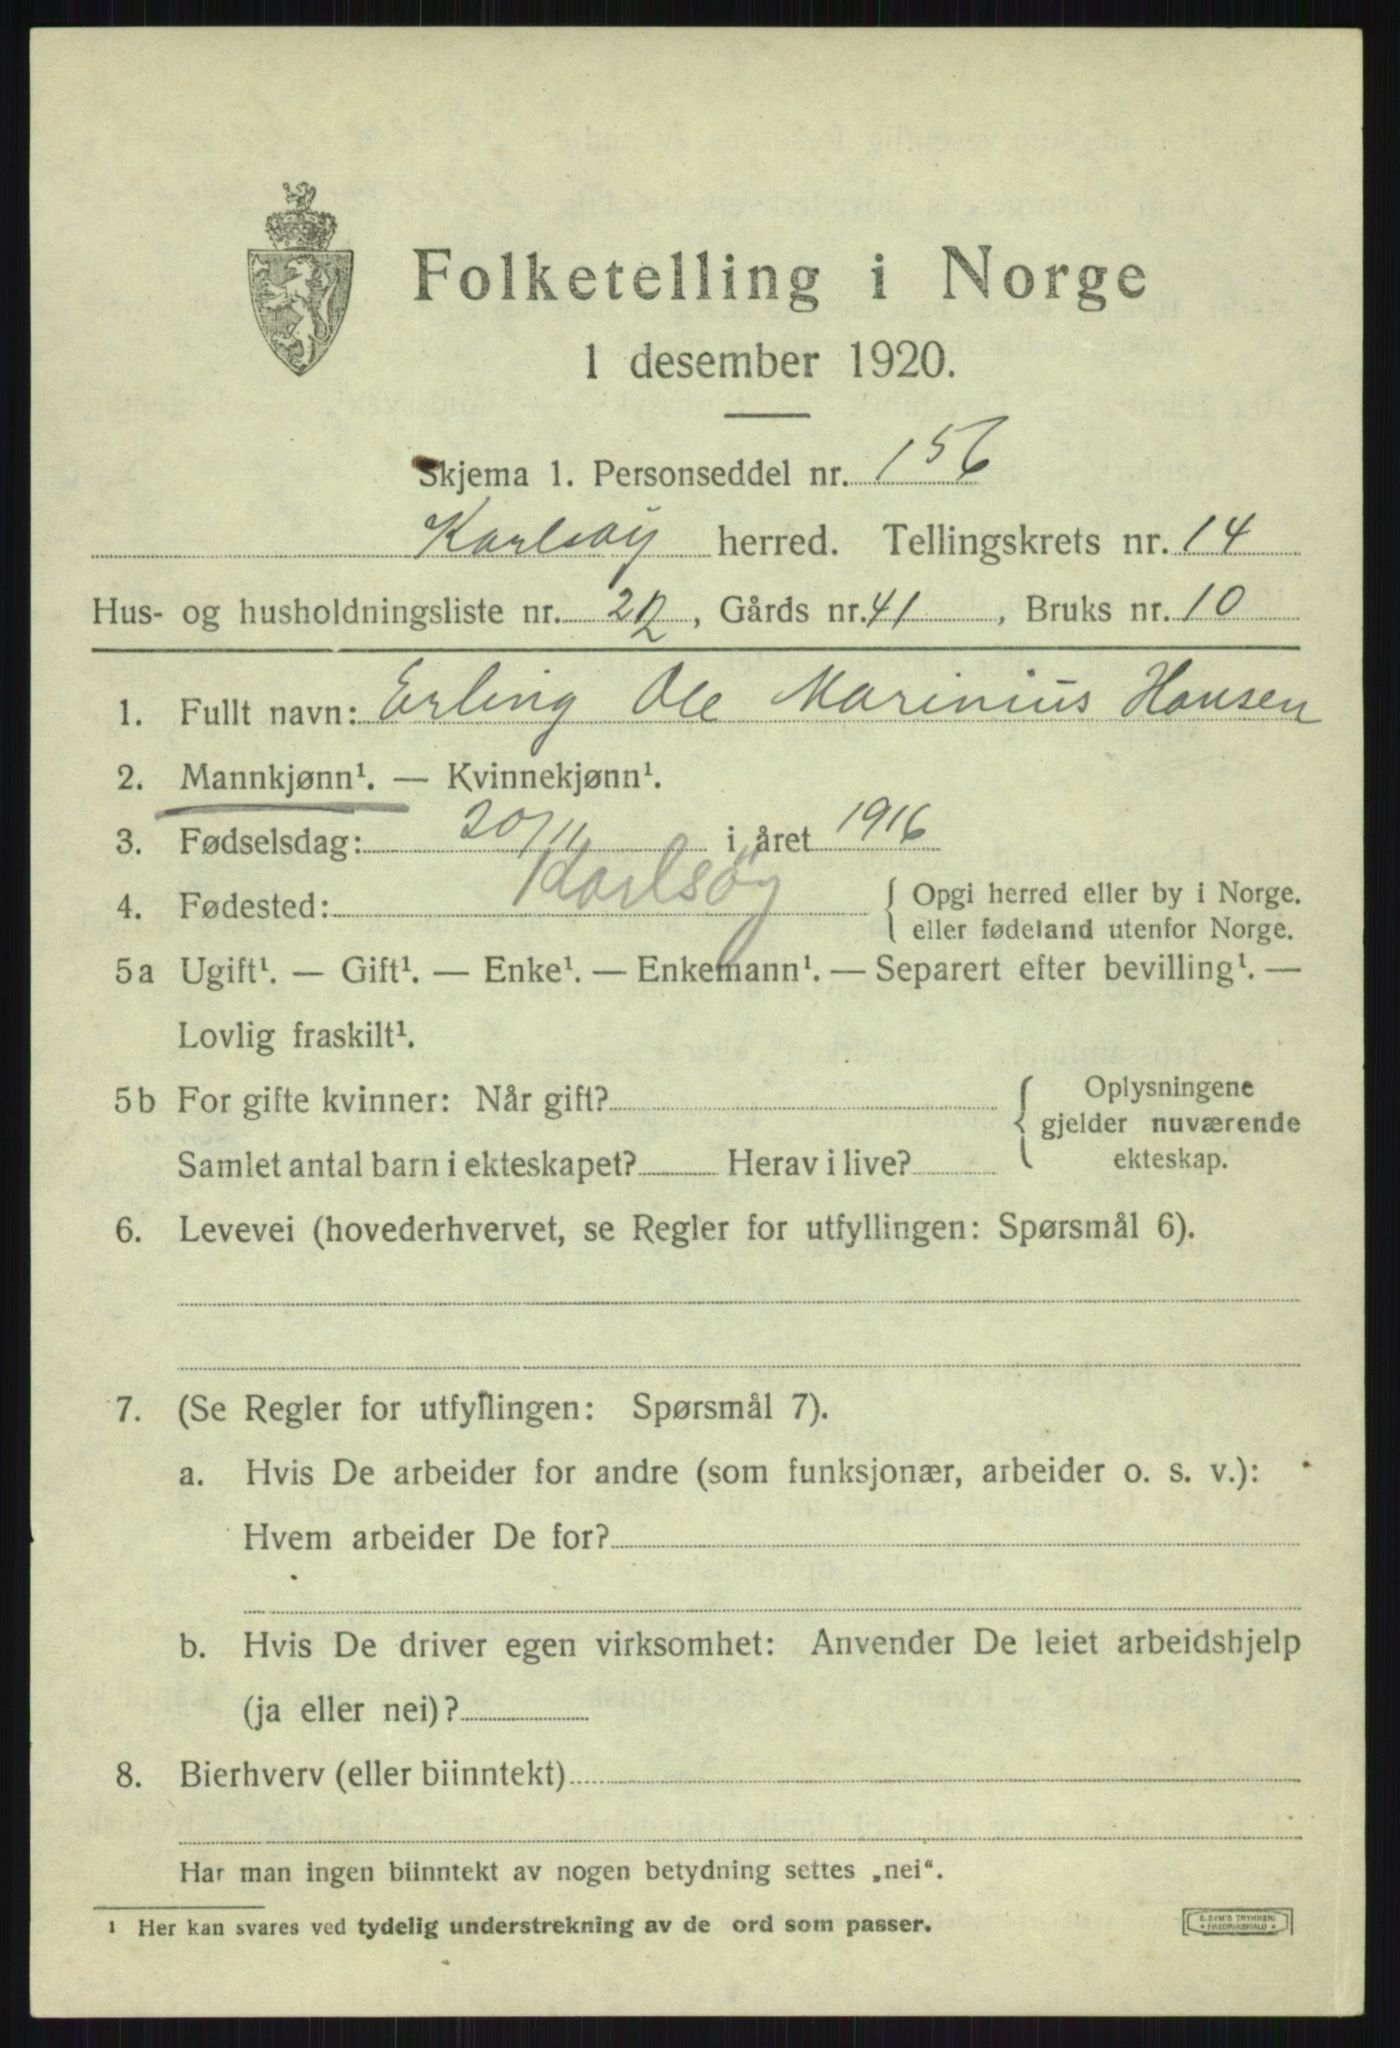 Folketelling i Norge
1 desember 1920.
Skjema 1. Personseddel nr. 156
Karlsøy herred. Tellingskrets nr. 14
Hus- og husholdningsliste nr. 22, Gårds nr. 41, Bruks nr. 10
1. Fullt navn: Erling Ole Marinius Hansen
2. Mannkjønn¹. — Kvinnekjønn¹.
3. Fødselsdag: 20/11 i året 1916
4. Fødested: Karlsøy { Opgi herred eller by i Norge.
eller fødeland utenfor Norge.
5a Ugift¹. — Gift¹. — Enke¹. — Enkemann¹. — Separert efter bevilling¹. —
Lovlig fraskilt¹.
5b For gifte kvinner: Når gift? { Oplysningene
gjelder nuværende
Samlet antal barn i ekteskapet? Herav i live? ekteskap.
6. Levevei (hovederhvervet, se Regler for utfyllingen: Spørsmål 6).
7. (Se Regler for utfyllingen: Spørsmål 7).
a. Hvis De arbeider for andre (som funksjonær, arbeider o. s. v.):
Hvem arbeider De for?
b. Hvis De driver egen virksomhet: Anvender De leiet arbeidshjelp
(ja eller nei)?
8. Bierhverv (eller biinntekt)
Har man ingen biinntekt av nogen betydning settes „nei“.
¹ Her kan svares ved tydelig understrekning av de ord som passer.
E. SEM'S TRYKKERI
FREDRIKSHALD